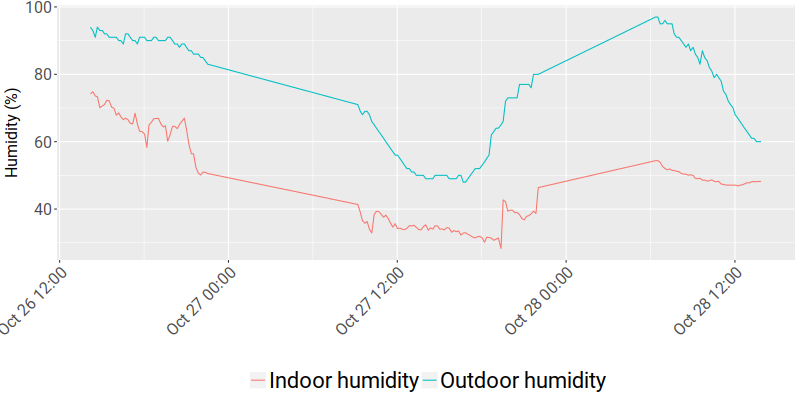 Humidity (%)
100
80
60
40
Oct 26 12:00
Oct 27 00:00
Oct 27 12:00
Oct 28 00:00
Oct 28 12:00
Indoor humidity
Outdoor humidity